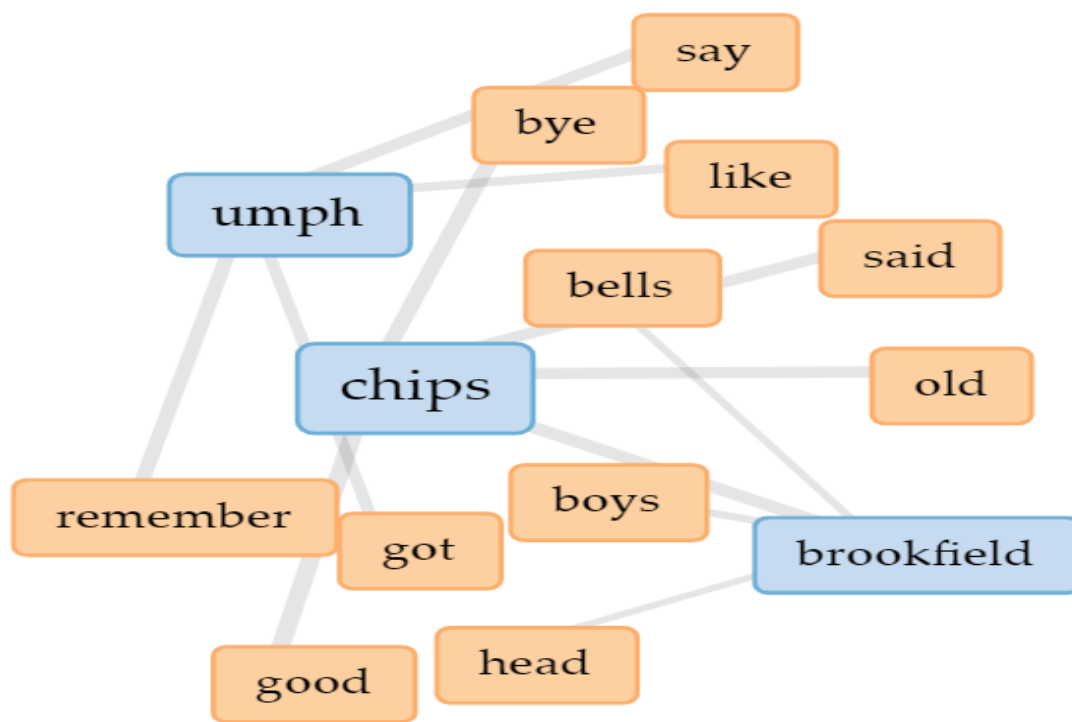 say
bye
like
umph
said
bells
chips
old
boys
remember
got
brookfield
head
good